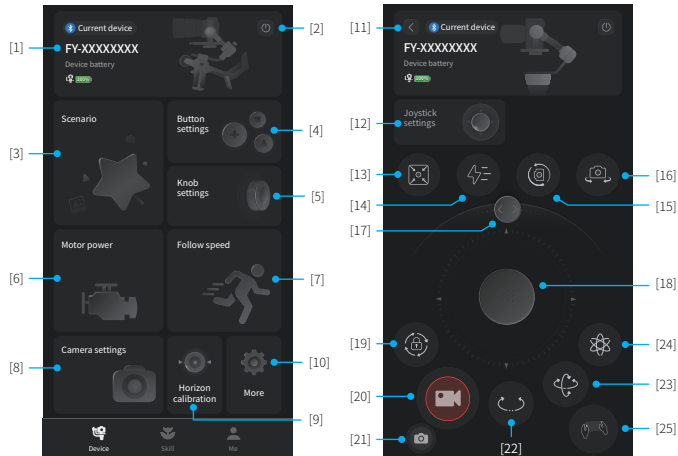 [1]
Current device
[2]
FY-XXXXXXXX
Device battery
100%
[3]
Scenario
Button
settings
[4]
Knob
settings
[5]
[6]
Motor power
Follow speed
[7]
[8]
Camera settings
Horizon
calibration
More
[10]
[9]
Device
Skill
Me
[11]
Current device
FY-XXXXXXXX
Device battery
100%
[12]
Joystick
settings
[13]
[16]
[14]
[15]
[17]
[18]
[19]
[24]
[20]
[23]
[21]
[22]
[25]